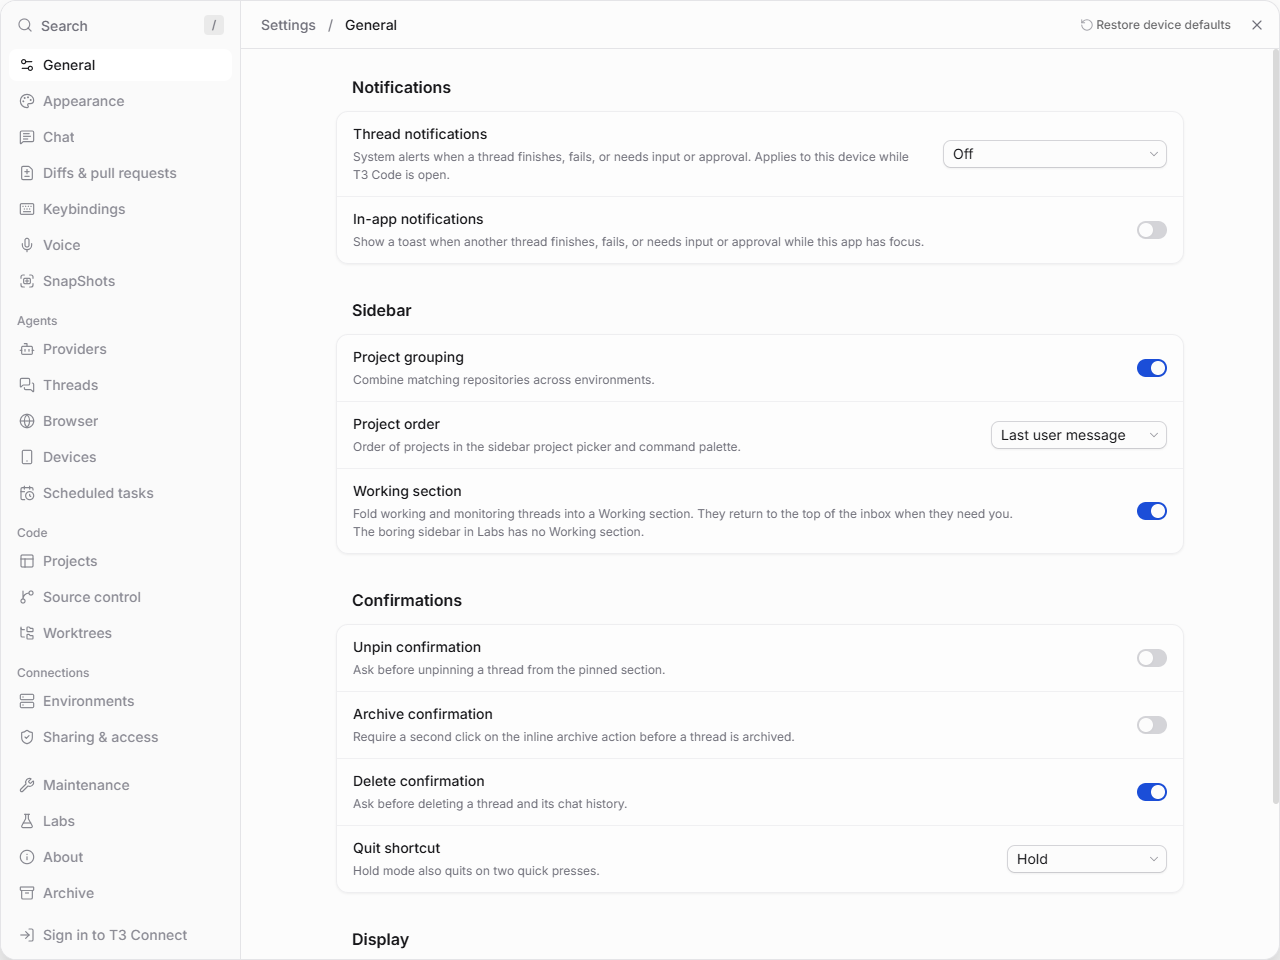 Search
/
General
Appearance
Chat
Diffs & pull requests
Keybindings
Voice
SnapShots
Agents
Providers
Threads
Browser
Devices
Scheduled tasks
Code
Projects
Source control
Worktrees
Connections
Environments
Sharing & access
Maintenance
Labs
About
Archive
Sign in to T3 Connect
Settings / General
Restore device defaults
Notifications
Thread notifications
System alerts when a thread finishes, fails, or needs input or approval. Applies to this device while
T3 Code is open.
Off
In-app notifications
Show a toast when another thread finishes, fails, or needs input or approval while this app has focus.
Sidebar
Project grouping
Combine matching repositories across environments.
Project order
Order of projects in the sidebar project picker and command palette.
Last user message
Working section
Fold working and monitoring threads into a Working section. They return to the top of the inbox when they need you.
The boring sidebar in Labs has no Working section.
Confirmations
Unpin confirmation
Ask before unpinning a thread from the pinned section.
Archive confirmation
Require a second click on the inline archive action before a thread is archived.
Delete confirmation
Ask before deleting a thread and its chat history.
Quit shortcut
Hold mode also quits on two quick presses.
Hold
Display